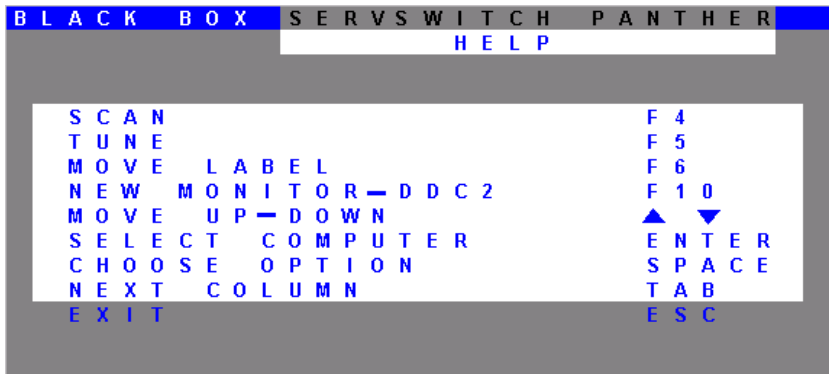 BLACK BOX SERVSWITCH PANTHER
HELP
SCAN F4
TUNE F5
MOVE LABEL F6
NEW MONITOR—DDC2 F10
MOVE UP—DOWN ▲ ▼
SELECT COMPUTER ENTER
CHOOSE OPTION SPACE
NEXT COLUMN TAB
EXIT ESC